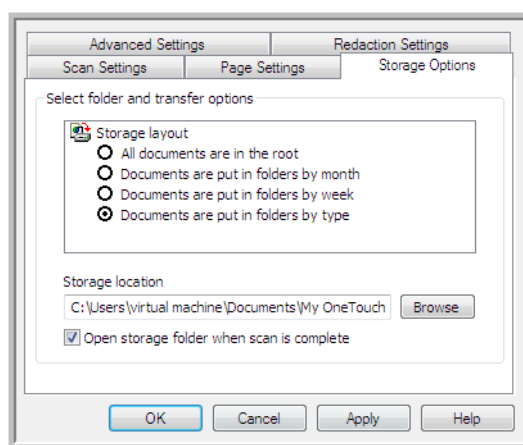 Advanced Settings Redaction Settings
Scan Settings Page Settings Storage Options
Select folder and transfer options
Storage layout
All documents are in the root
Documents are put in folders by month
Documents are put in folders by week
Documents are put in folders by type
Storage location
C:\Users\virtual machine\Documents\My OneTouch Browse
Open storage folder when scan is complete
OK Cancel Apply Help